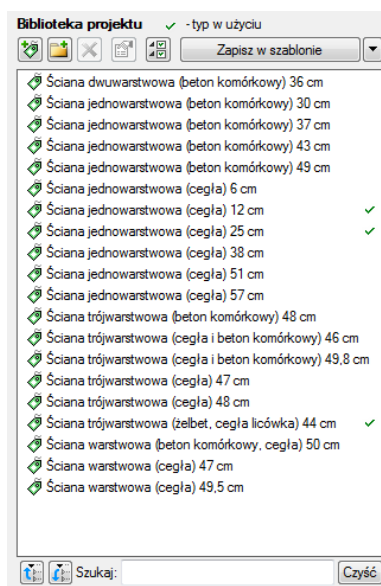 Biblioteka projektu ✓ - typ w użyciu
Zapisz w szablonie
Ściana dwuwarstwowa (beton komórkowy) 36 cm
Ściana jednowarstwowa (beton komórkowy) 30 cm
Ściana jednowarstwowa (beton komórkowy) 37 cm
Ściana jednowarstwowa (beton komórkowy) 43 cm
Ściana jednowarstwowa (beton komórkowy) 49 cm
Ściana jednowarstwowa (cegła) 6 cm
Ściana jednowarstwowa (cegła) 12 cm ✓
Ściana jednowarstwowa (cegła) 25 cm ✓
Ściana jednowarstwowa (cegła) 38 cm
Ściana jednowarstwowa (cegła) 51 cm
Ściana jednowarstwowa (cegła) 57 cm
Ściana trójwarstwowa (beton komórkowy) 48 cm
Ściana trójwarstwowa (cegła i beton komórkowy) 46 cm
Ściana trójwarstwowa (cegła i beton komórkowy) 49,8 cm
Ściana trójwarstwowa (cegła) 47 cm
Ściana trójwarstwowa (cegła) 48 cm
Ściana trójwarstwowa (żelbet, cegła licówka) 44 cm ✓
Ściana warstwowa (beton komórkowy, cegła) 50 cm
Ściana warstwowa (cegła) 47 cm
Ściana warstwowa (cegła) 49,5 cm
Szukaj: Czyść